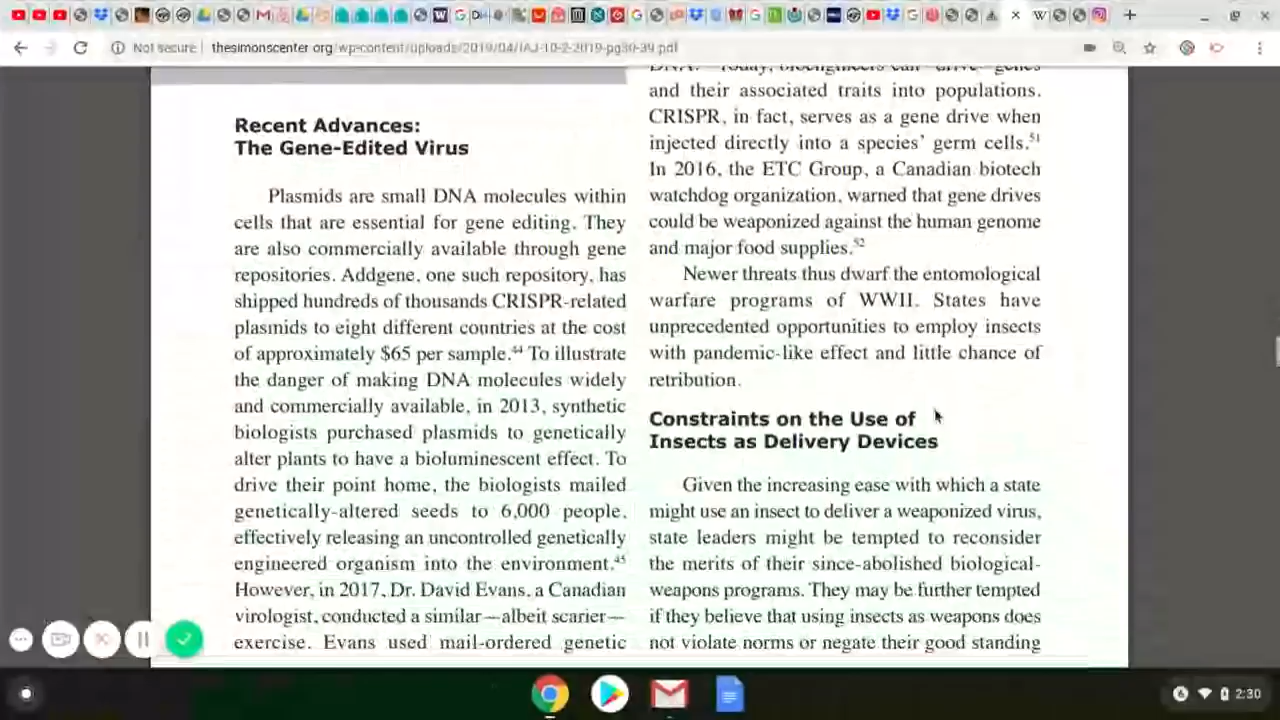 Not secure
thesimonscenter.org/wp-content/uploads/2019/04/IAJ-10-2-2019-pg30-39.pdf
Recent Advances:
The Gene-Edited Virus
Plasmids are small DNA molecules within
cells that are essential for gene editing. They
are also commercially available through gene
repositories. Addgene, one such repository, has
shipped hundreds of thousands CRISPR-related
plasmids to eight different countries at the cost
of approximately $65 per sample.44 To illustrate
the danger of making DNA molecules widely
and commercially available, in 2013, synthetic
biologists purchased plasmids to genetically
alter plants to have a bioluminescent effect. To
drive their point home, the biologists mailed
genetically-altered seeds to 6,000 people,
effectively releasing an uncontrolled genetically
engineered organism into the environment.45
However, in 2017, Dr. David Evans, a Canadian
virologist, conducted a similar—albeit scarier—
exercise. Evans used mail-ordered genetic
DNA. Today, bioengineers can "drive" genes
and their associated traits into populations.
CRISPR, in fact, serves as a gene drive when
injected directly into a species' germ cells.51
In 2016, the ETC Group, a Canadian biotech
watchdog organization, warned that gene drives
could be weaponized against the human genome
and major food supplies.52
Newer threats thus dwarf the entomological
warfare programs of WWII. States have
unprecedented opportunities to employ insects
with pandemic-like effect and little chance of
retribution.
Constraints on the Use of
Insects as Delivery Devices
Given the increasing ease with which a state
might use an insect to deliver a weaponized virus,
state leaders might be tempted to reconsider
the merits of their since-abolished biological-
weapons programs. They may be further tempted
if they believe that using insects as weapons does
not violate norms or negate their good standing
2:30